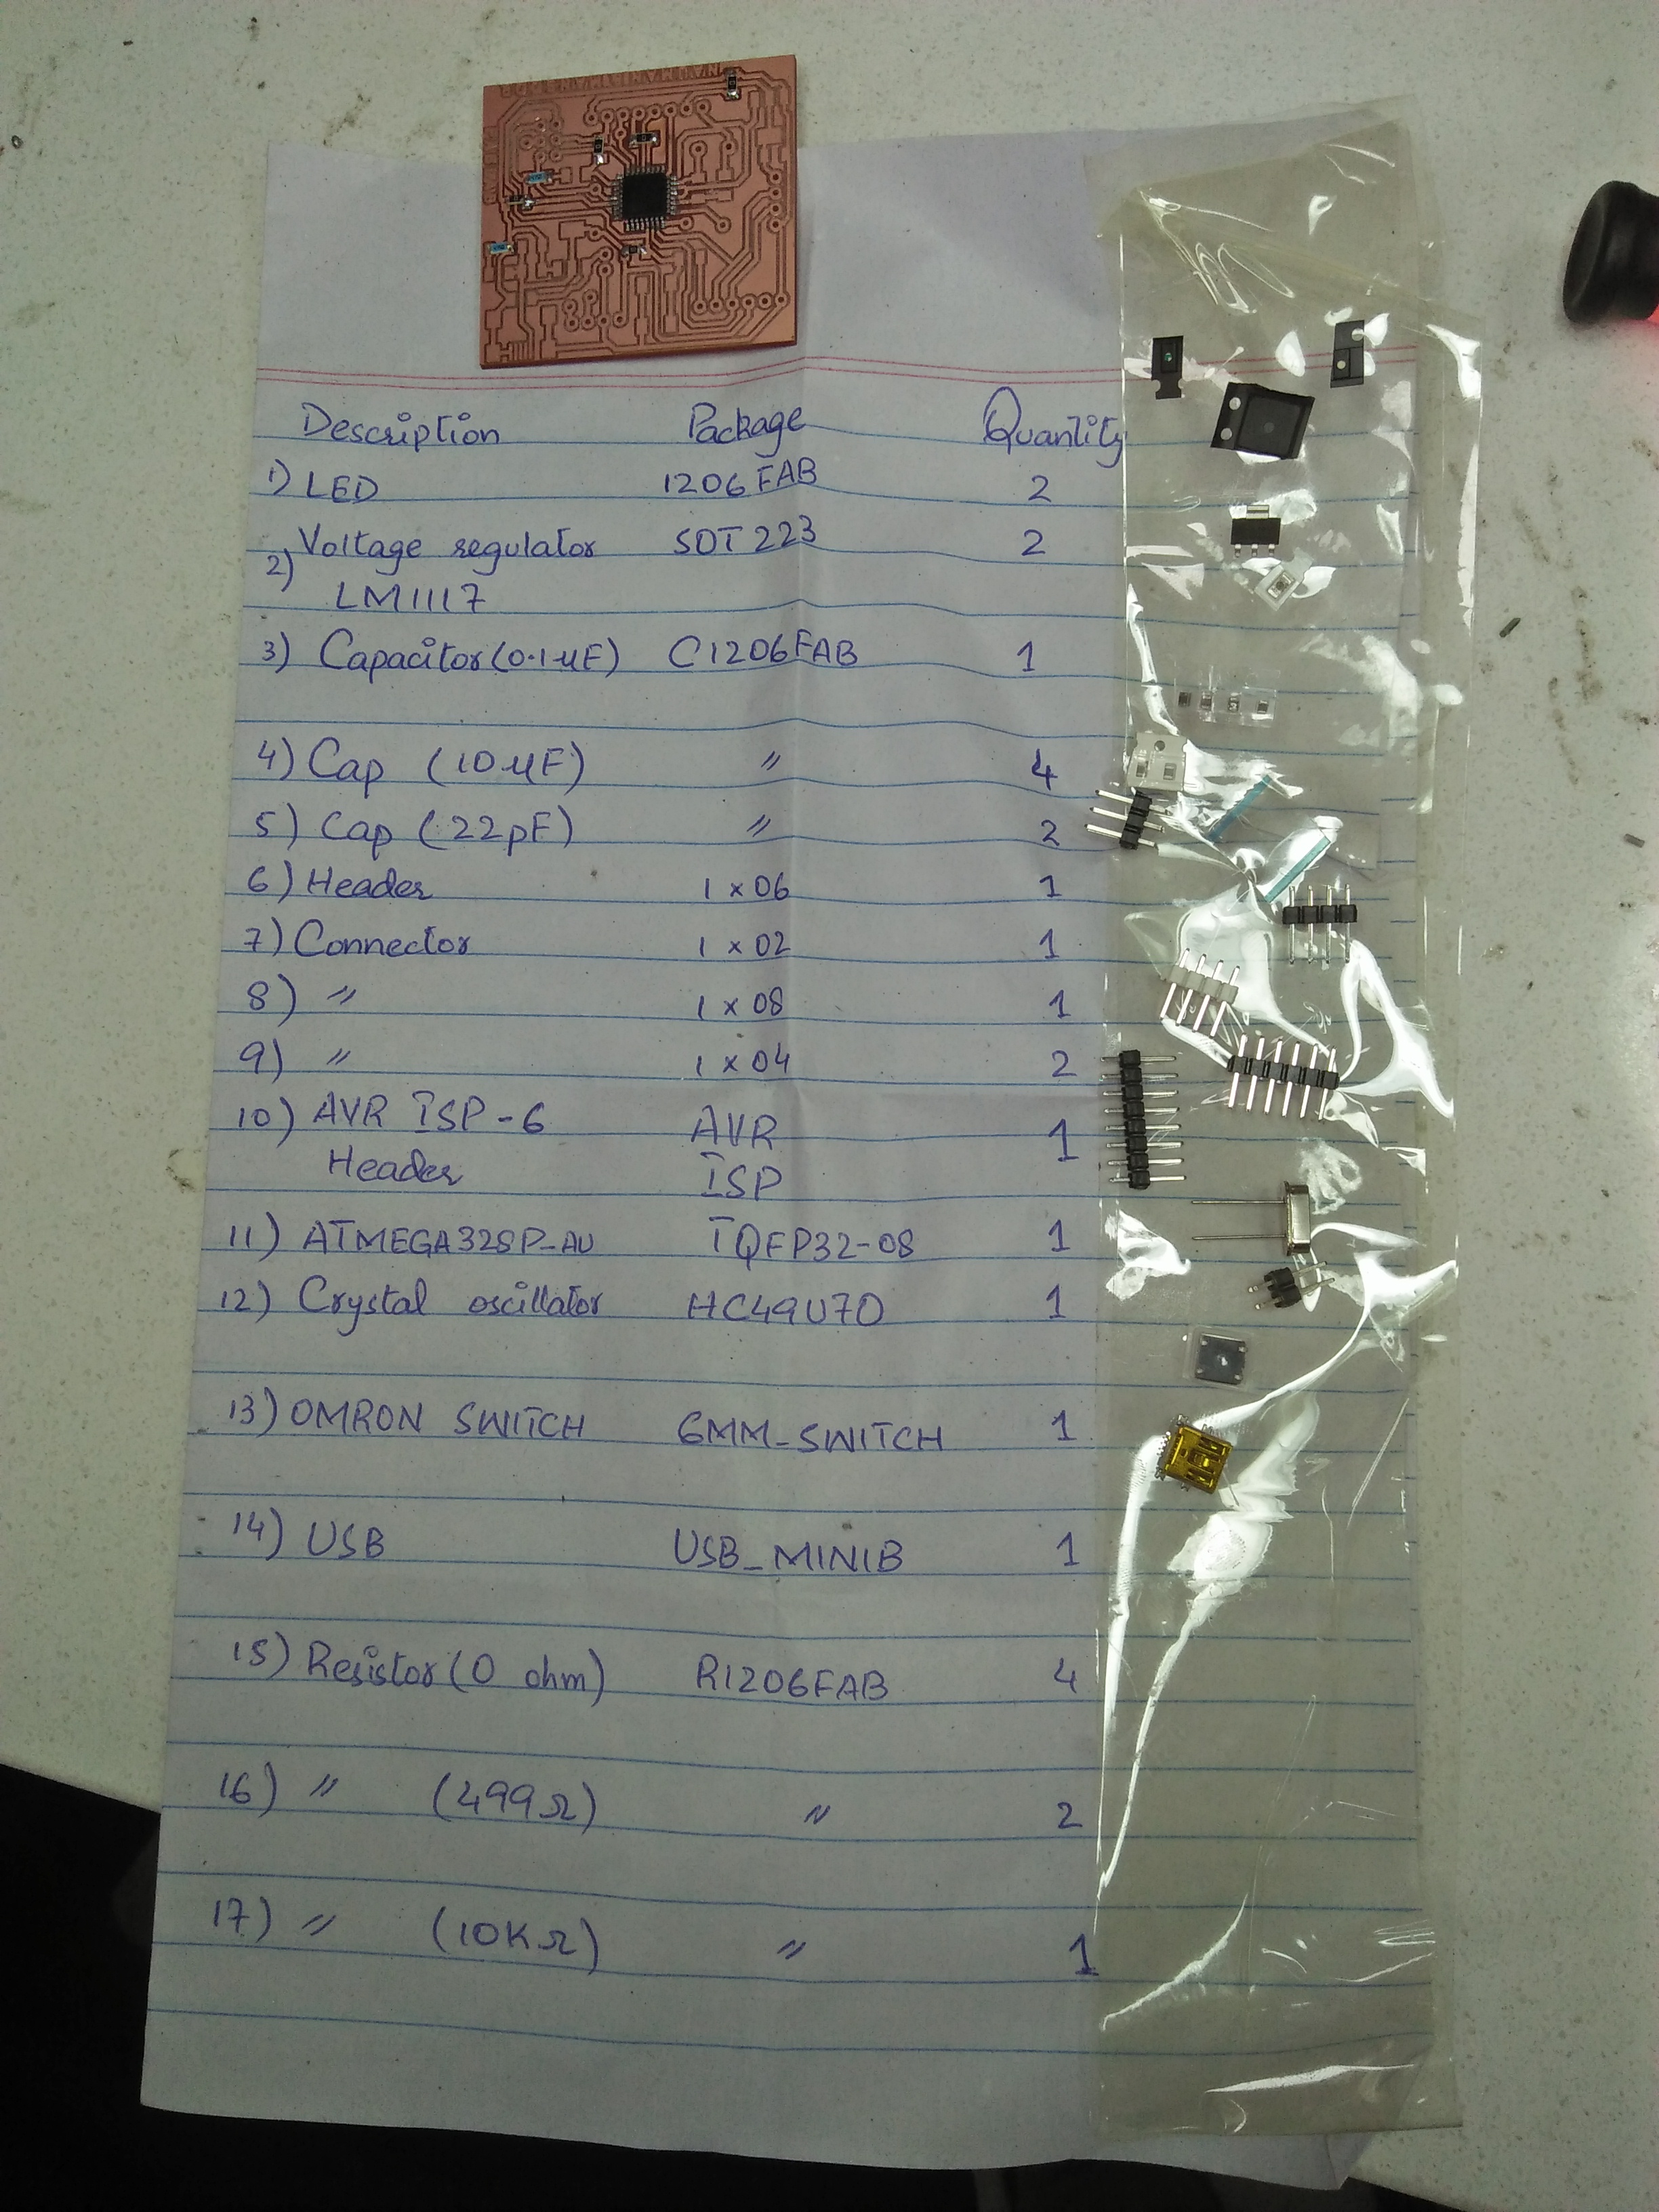 Description Package Quantity
1) LED 1206 FAB 2
2) Voltage regulator SOT 223 2
LM1117
3) Capacitor (0.1 µF) C1206FAB 1
4) Cap (10 µF) 〃 4
5) Cap (22pF) 〃 2
6) Header 1 x 06 1
7) Connector 1 x 02 1
8) 〃 1 x 08 1
9) 〃 1 x 04 2
10) AVR ISP - 6 AVR 1
Header ISP
11) ATMEGA328P-AU TQFP32-08 1
12) Crystal oscillator HC49U70 1
13) OMRON SWITCH 6MM_SWITCH 1
14) USB USB_MINIB 1
15) Resistor (0 ohm) R1206FAB 4
16) 〃 (499Ω) 〃 2
17) 〃 (10KΩ) 〃 1